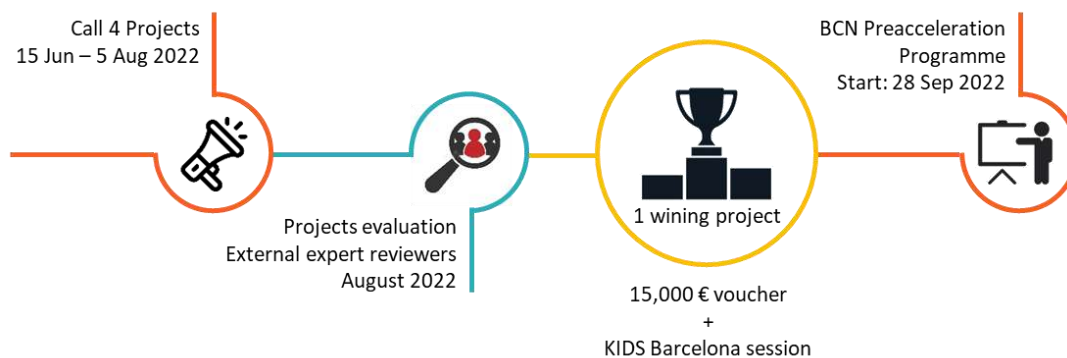 Call 4 Projects
15 Jun – 5 Aug 2022
Projects evaluation
External expert reviewers
August 2022
1 wining project
15,000 € voucher
+
KIDS Barcelona session
BCN Preacceleration
Programme
Start: 28 Sep 2022